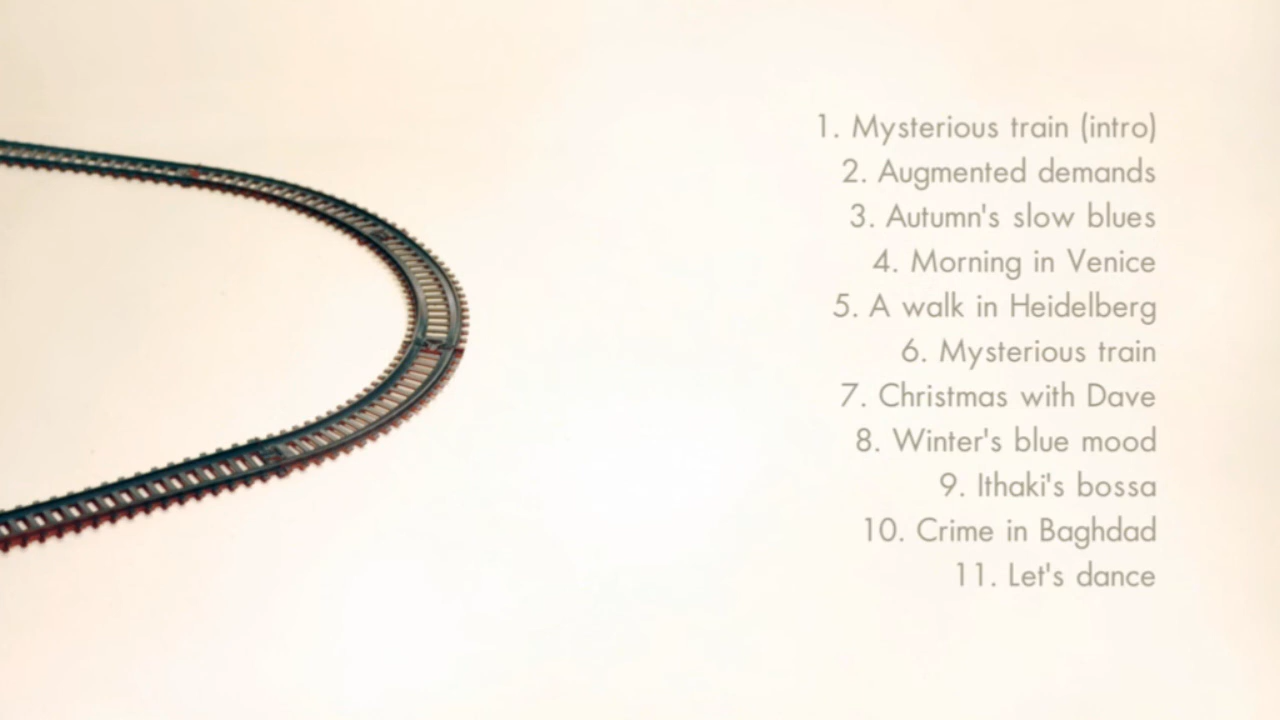 1. Mysterious train (intro)
2. Augmented demands
3. Autumn's slow blues
4. Morning in Venice
5. A walk in Heidelberg
6. Mysterious train
7. Christmas with Dave
8. Winter's blue mood
9. Ithaki's bossa
10. Crime in Baghdad
11. Let's dance